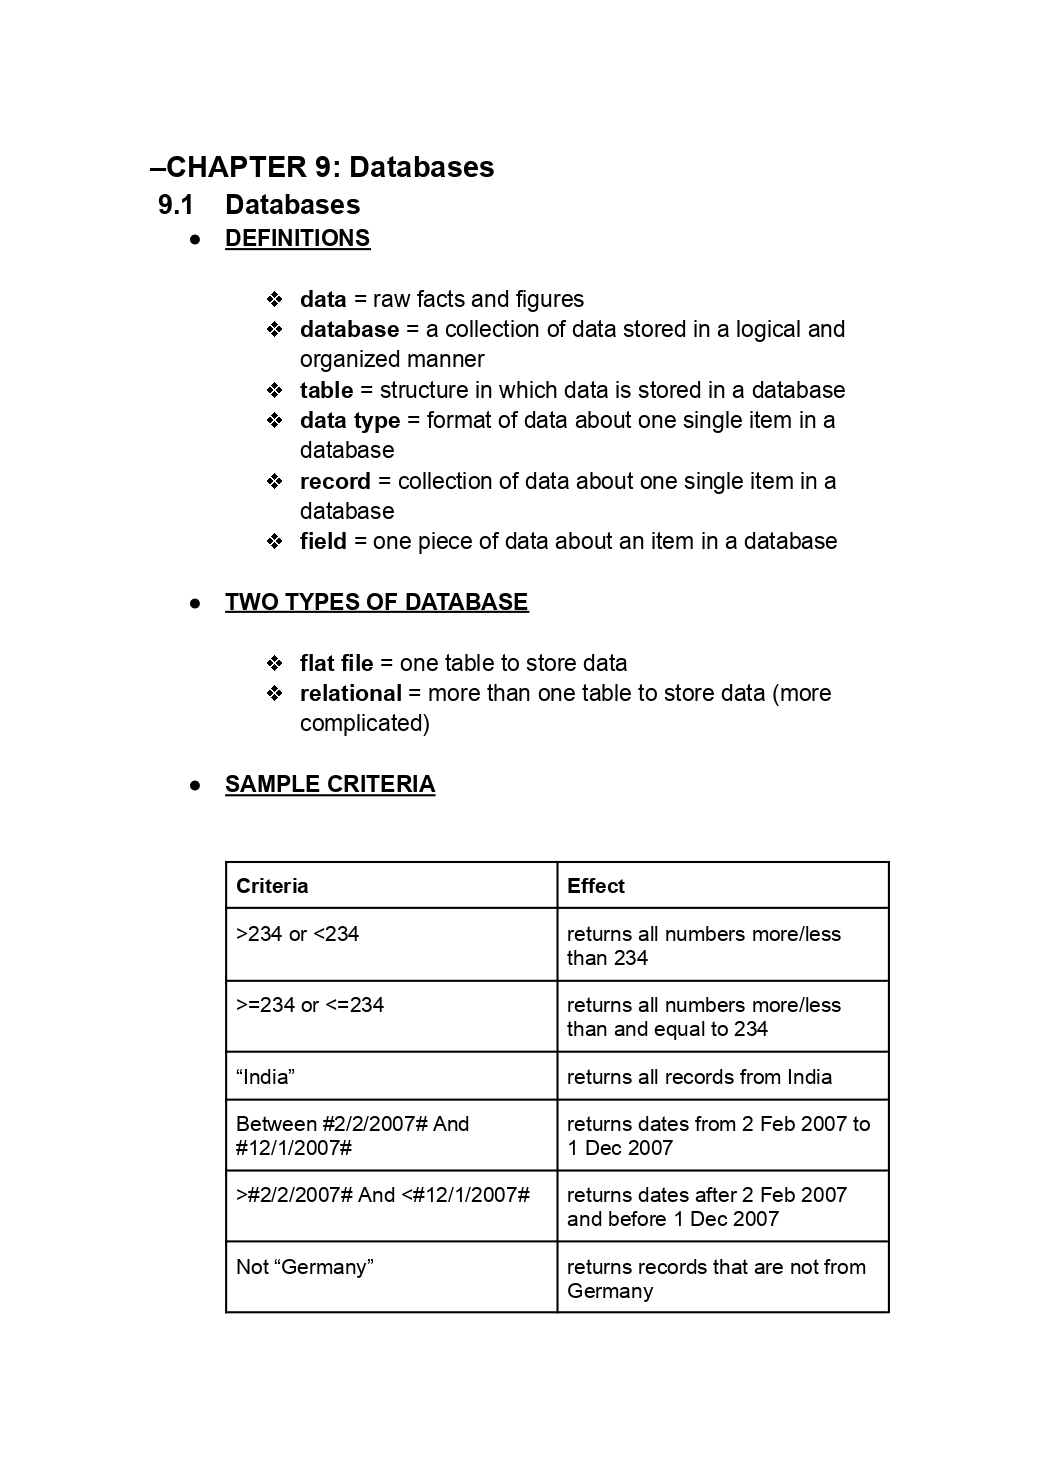 –CHAPTER 9: Databases
9.1 Databases
● DEFINITIONS
❖ data = raw facts and figures
❖ database = a collection of data stored in a logical and
organized manner
❖ table = structure in which data is stored in a database
❖ data type = format of data about one single item in a
database
❖ record = collection of data about one single item in a
database
❖ field = one piece of data about an item in a database
● TWO TYPES OF DATABASE
❖ flat file = one table to store data
❖ relational = more than one table to store data (more
complicated)
● SAMPLE CRITERIA
Criteria Effect
>234 or <234 returns all numbers more/less
than 234
>=234 or <=234 returns all numbers more/less
than and equal to 234
“India” returns all records from India
Between #2/2/2007# And returns dates from 2 Feb 2007 to
#12/1/2007# 1 Dec 2007
>#2/2/2007# And <#12/1/2007# returns dates after 2 Feb 2007
and before 1 Dec 2007
Not “Germany” returns records that are not from
Germany